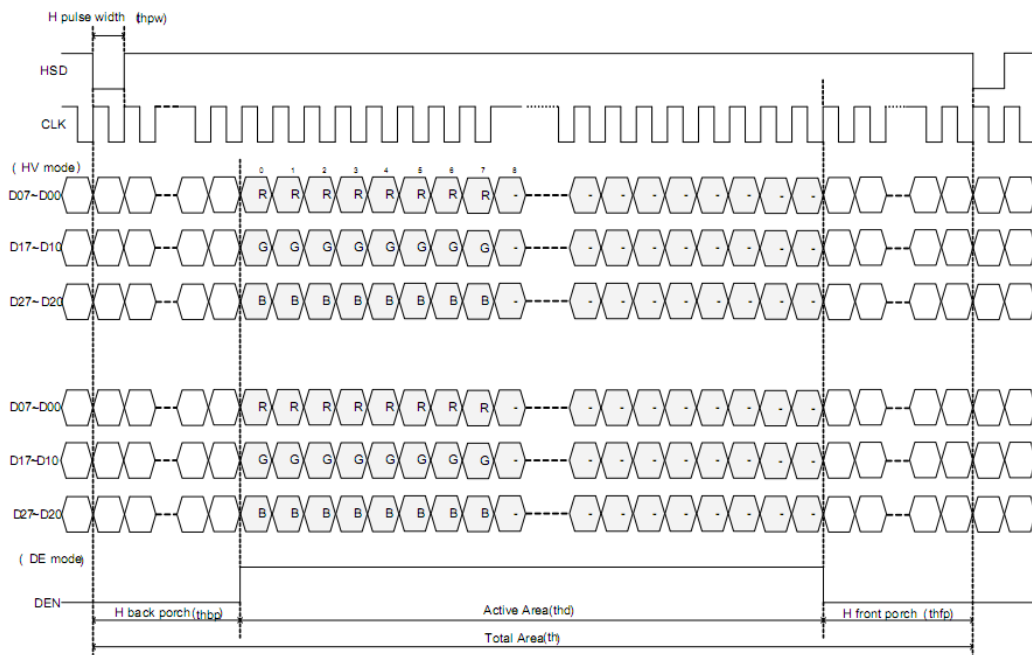 H pulse width (thpw)
HSD
CLK
( HV mode)
0 1 2 3 4 5 6 7 8
D07~D00 R R R R R R R R - - - - - - - - -
D17~D10 G G G G G G G G - - - - - - - - -
D27~D20 B B B B B B B B - - - - - - - - -
D07~D00 R R R R R R R R - - - - - - - - -
D17~D10 G G G G G G G G - - - - - - - - -
D27~D20 B B B B B B B B - - - - - - - - -
( DE mode)
DEN
H back porch (thbp) Active Area(thd) H front porch (thfp)
Total Area(th)